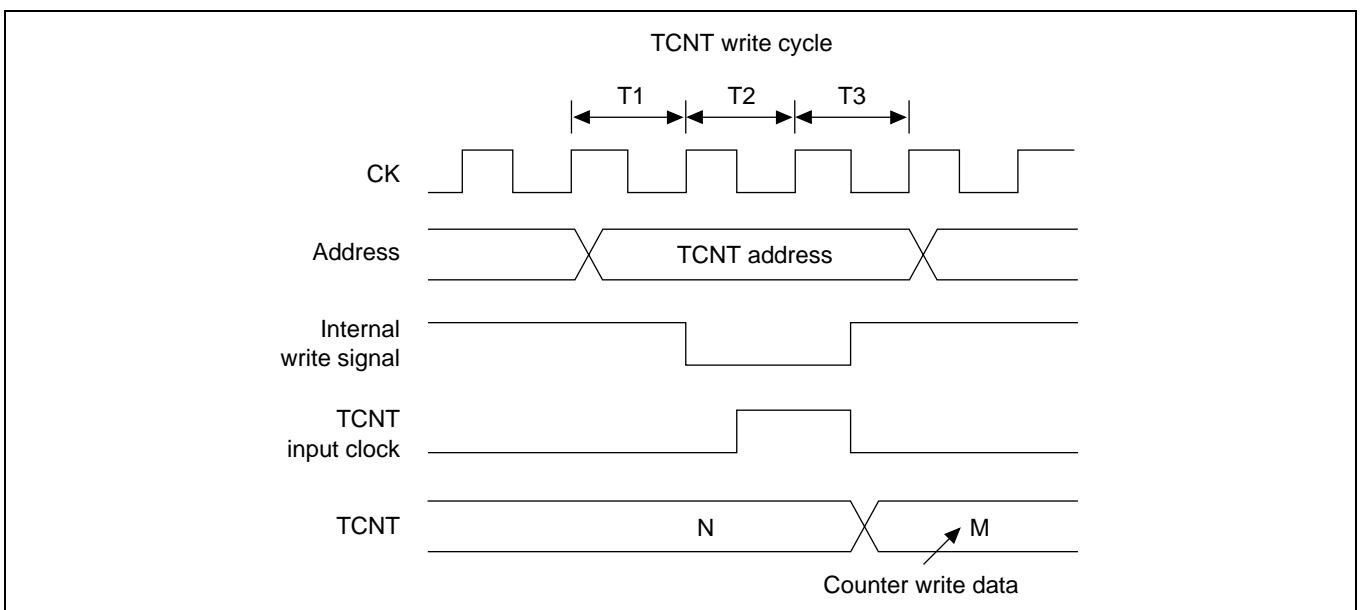 TCNT write cycle
T1 T2 T3
CK
Address
TCNT address
Internal
write signal
TCNT
input clock
TCNT
N
M
Counter write data